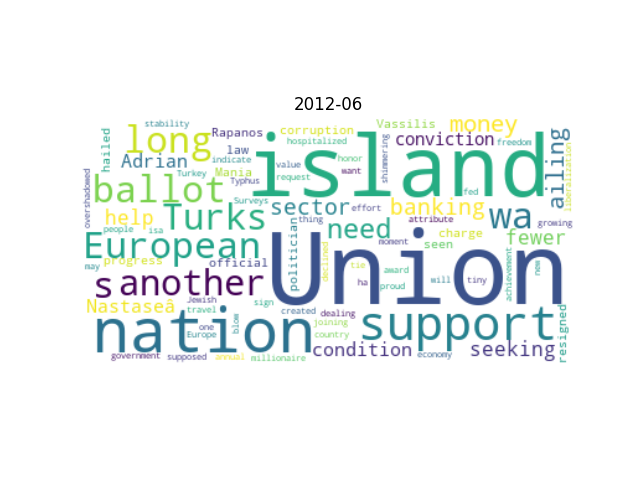 2012-06
stability
hailed
long
Rapanos
corruption
Vassilis
money
conviction
freedom
island
hospitalized
shimmering
ailing
liberalization
law
Adrian
indicate
value
honor
Mania
want
Turkey
Typhus
request
fed
overshadowed
ballot
Surveys
sector
effort
banking
wa
help
Turks
thing
attribute
growing
people
isa
need
charge
fewer
European
politician
moment
seen
may
progress
official
declined
tie
award
will
tiny
achievement
new
s
another
ha
proud
Union
Nastaseâ
Jewish
travel
sign
created
dealing
resigned
nation
one
Europe
blow
joining
country
support
government
supposed
annual
millionaire
condition
economy
seeking